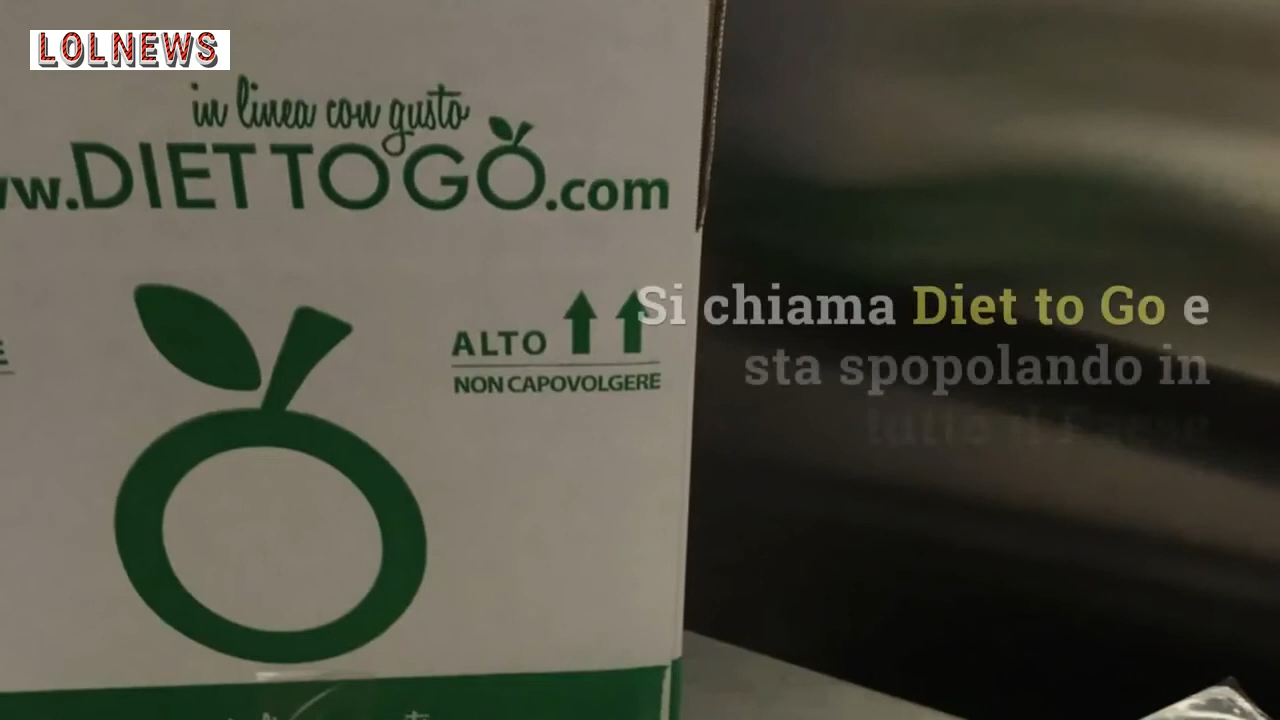 LOLNEWS
in linea con gusto
w.DIETTOGO.com
ALTO
NON CAPOVOLGERE
Si chiama Diet to Go e
sta spopolando in